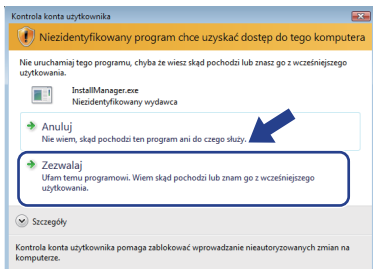 Kontrola konta użytkownika
Niezidentyfikowany program chce uzyskać dostęp do tego komputera
Nie uruchamiaj tego programu, chyba że wiesz skąd pochodzi lub znasz go z wcześniejszego
użytkowania.
InstallManager.exe
Niezidentyfikowany wydawca
Anuluj
Nie wiem, skąd pochodzi ten program ani do czego służy.
Zezwalaj
Ufam temu programowi. Wiem skąd pochodzi lub znam go z wcześniejszego
użytkowania.
Szczegóły
Kontrola konta użytkownika pomaga zablokować wprowadzanie nieautoryzowanych zmian na
komputerze.